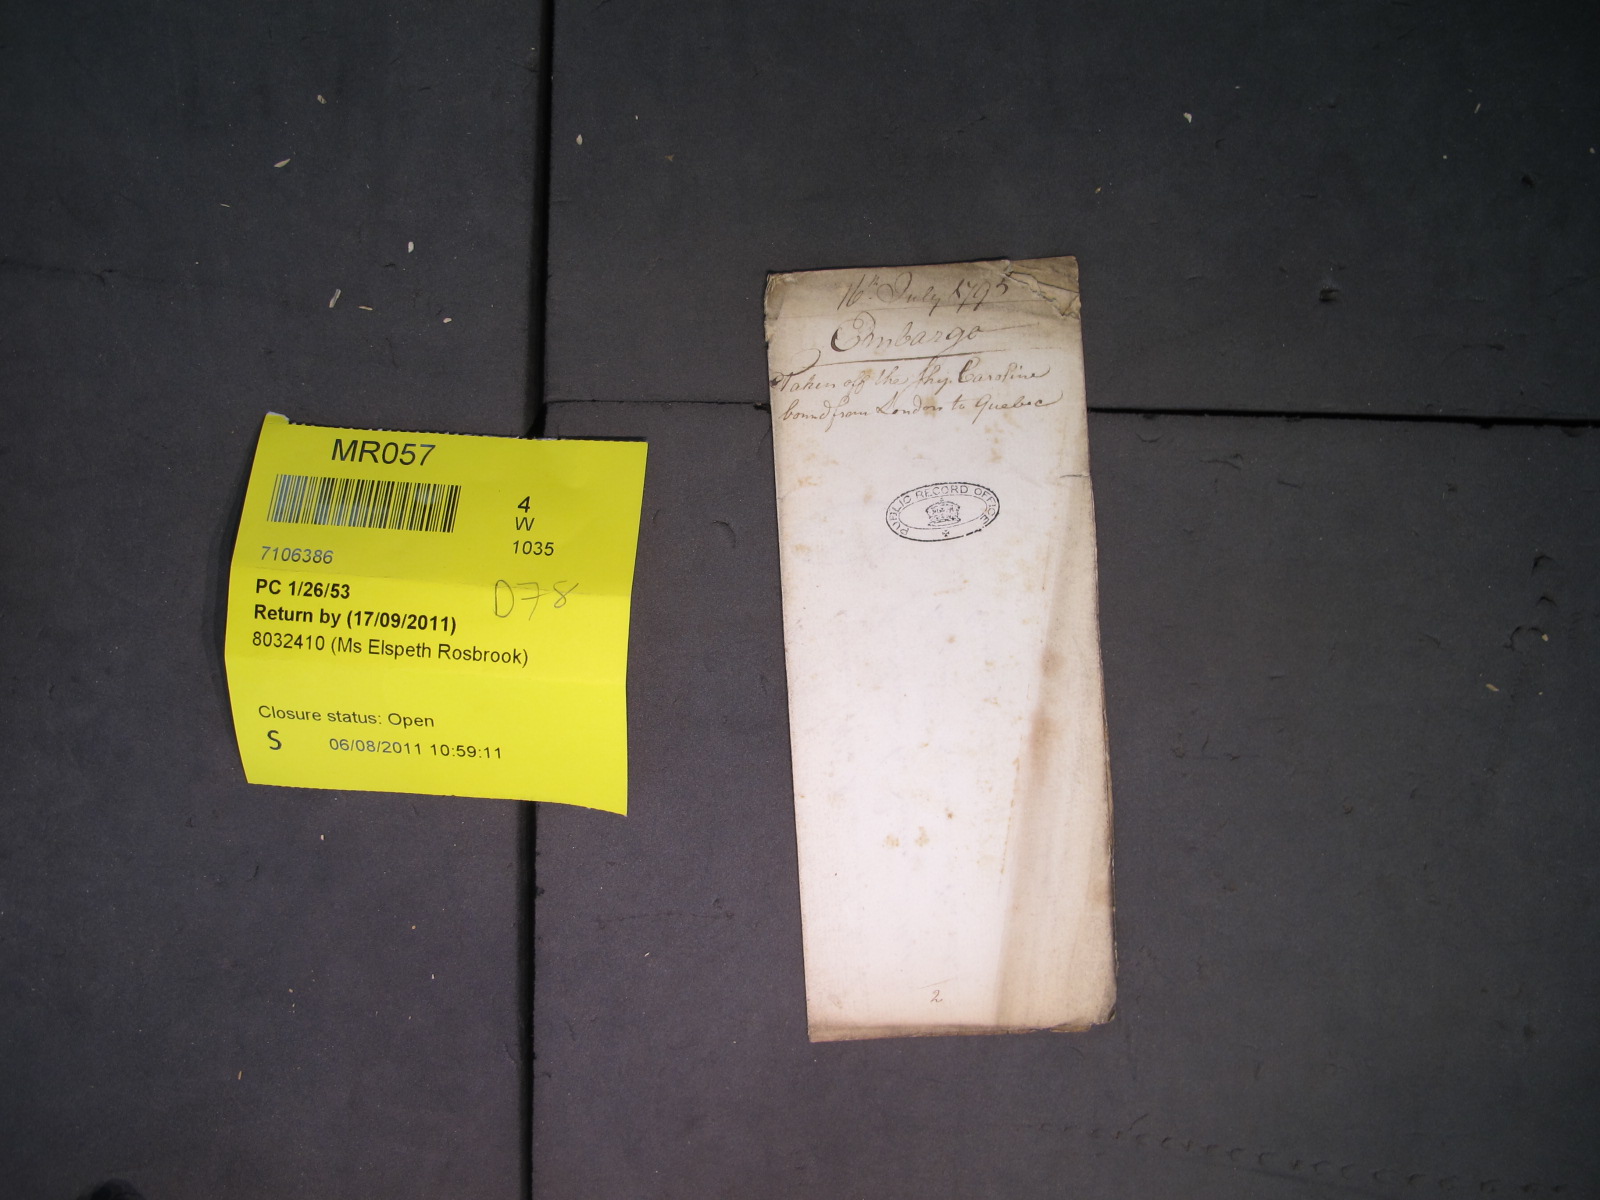 MR057
4
W
1035
7106386
PC 1/26/53
D78
Return by (17/09/2011)
8032410 (Ms Elspeth Rosbrook)
Closure status: Open
S 06/08/2011 10:59:11
16th July 1795
Embargo
Taken off the Ship Caroline
bound from London to Quebec
PUBLIC RECORD OFFICE
2